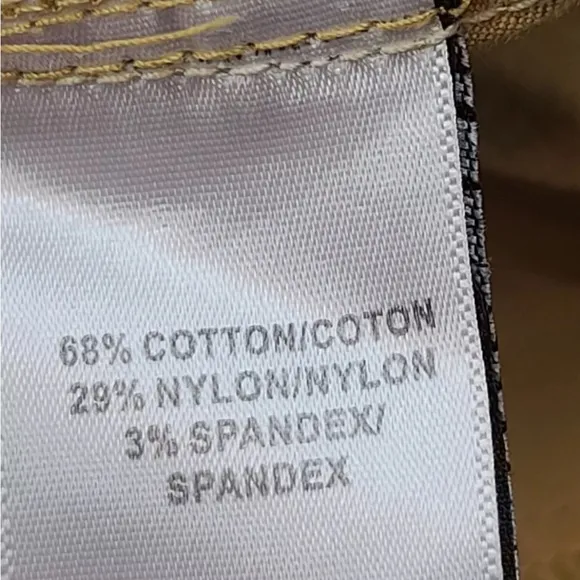 68% COTTON/COTON
29% NYLON/NYLON
3% SPANDEX/
SPANDEX